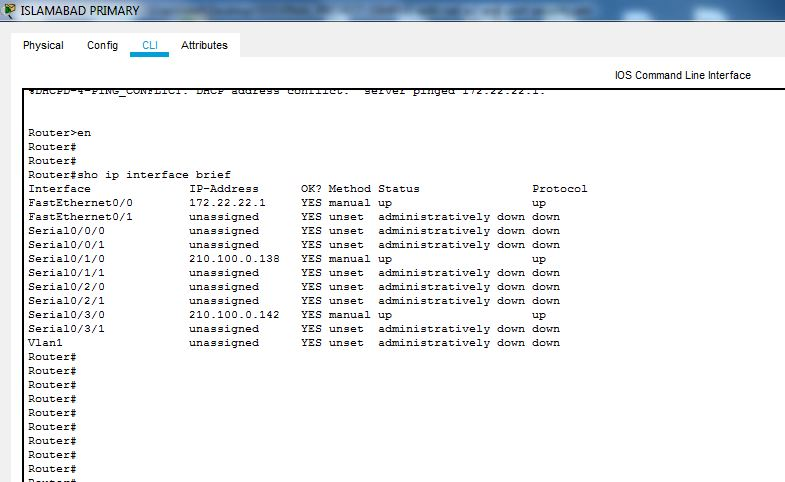 ISLAMABAD PRIMARY
Physical Config CLI Attributes
IOS Command Line Interface
%DHCPD-4-PING_CONFLICT: DHCP address conflict: server pinged 172.22.22.1.
Router>en
Router#
Router#
Router#sho ip interface brief
Interface IP-Address OK? Method Status Protocol
FastEthernet0/0 172.22.22.1 YES manual up up
FastEthernet0/1 unassigned YES unset administratively down down
Serial0/0/0 unassigned YES unset administratively down down
Serial0/0/1 unassigned YES unset administratively down down
Serial0/1/0 210.100.0.138 YES manual up up
Serial0/1/1 unassigned YES unset administratively down down
Serial0/2/0 unassigned YES unset administratively down down
Serial0/2/1 unassigned YES unset administratively down down
Serial0/3/0 210.100.0.142 YES manual up up
Serial0/3/1 unassigned YES unset administratively down down
Vlan1 unassigned YES unset administratively down down
Router#
Router#
Router#
Router#
Router#
Router#
Router#
Router#
Router#
Router#